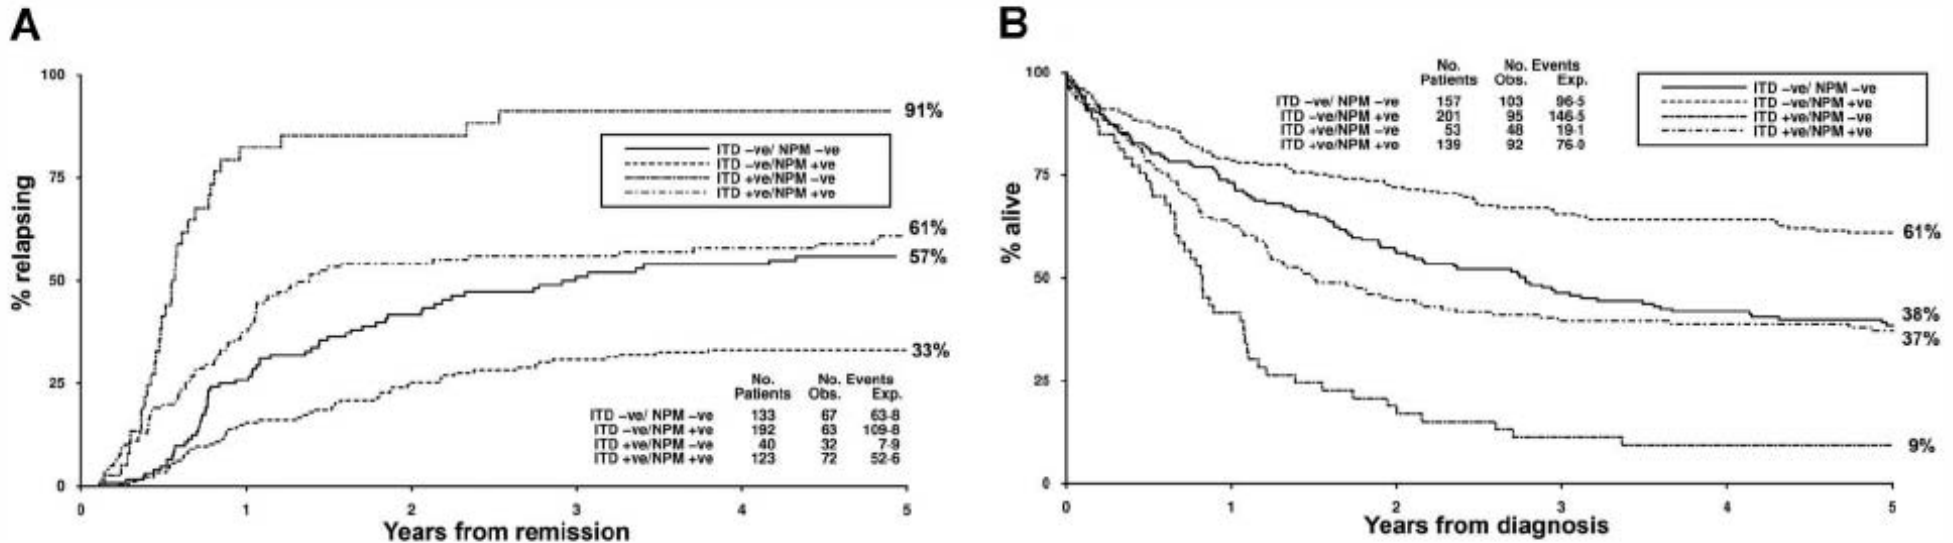 A
% relapsing
100
75
50
25
0
0 1 2 3 4 5
Years from remission
91%
61%
57%
33%
ITD –ve/ NPM –ve
ITD –ve/NPM +ve
ITD +ve/NPM –ve
ITD +ve/NPM +ve
No. No. Events
Patients Obs. Exp.
ITD –ve/ NPM –ve 133 67 63·8
ITD –ve/NPM +ve 192 63 109·8
ITD +ve/NPM –ve 40 32 7·9
ITD +ve/NPM +ve 123 72 52·6
B
% alive
100
75
50
25
0
0 1 2 3 4 5
Years from diagnosis
No. No. Events
Patients Obs. Exp.
ITD –ve/ NPM –ve 157 103 96·5
ITD –ve/NPM +ve 201 95 146·5
ITD +ve/NPM –ve 53 48 19·1
ITD +ve/NPM +ve 139 92 76·0
ITD –ve/ NPM –ve
ITD –ve/NPM +ve
ITD +ve/NPM –ve
ITD +ve/NPM +ve
61%
38%
37%
9%